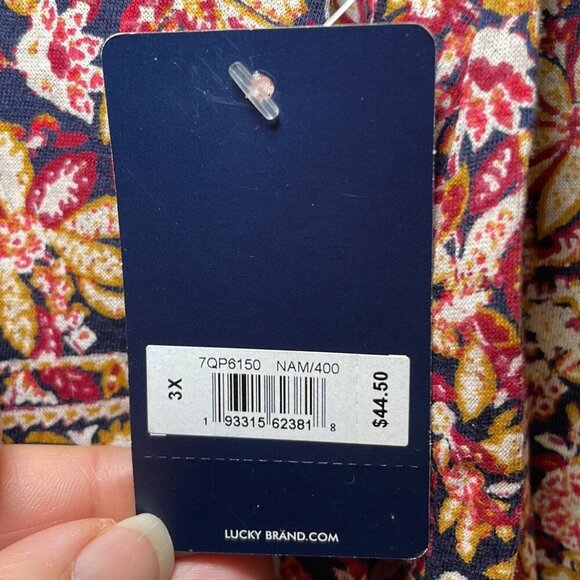 7QP6150 NAM/400
3X
$44.50
1 93315 62381 8
LUCKY BRAND.COM